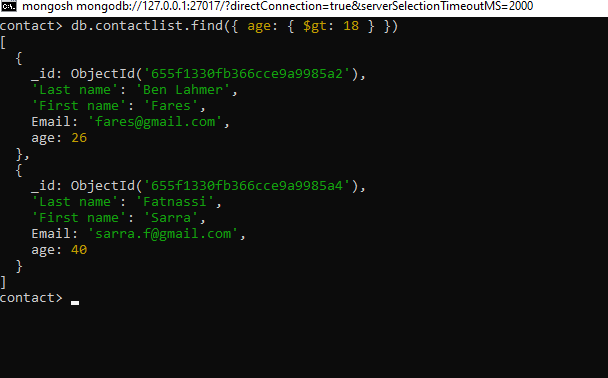 C:\. mongosh mongodb://127.0.0.1:27017/?directConnection=true&serverSelectionTimeoutMS=2000
contact> db.contactlist.find({ age: { $gt: 18 } })
[
  {
    _id: ObjectId('655f1330fb366cce9a9985a2'),
    'Last name': 'Ben Lahmer',
    'First name': 'Fares',
    Email: 'fares@gmail.com',
    age: 26
  },
  {
    _id: ObjectId('655f1330fb366cce9a9985a4'),
    'Last name': 'Fatnassi',
    'First name': 'Sarra',
    Email: 'sarra.f@gmail.com',
    age: 40
  }
]
contact>